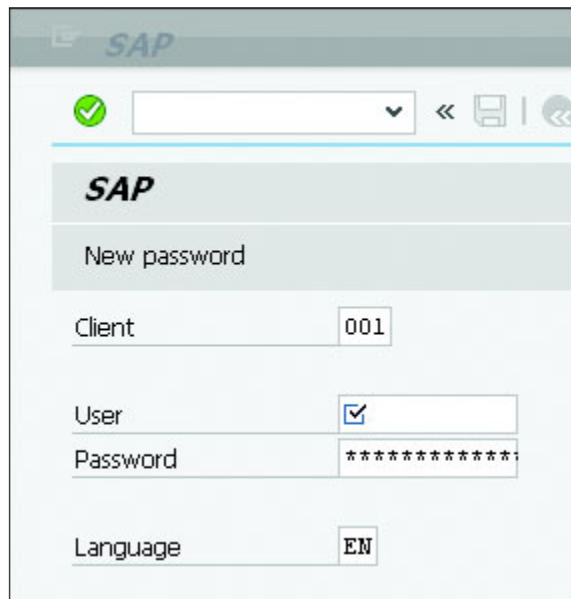 SAP
SAP
New password
Client 001
User
Password *************
Language EN